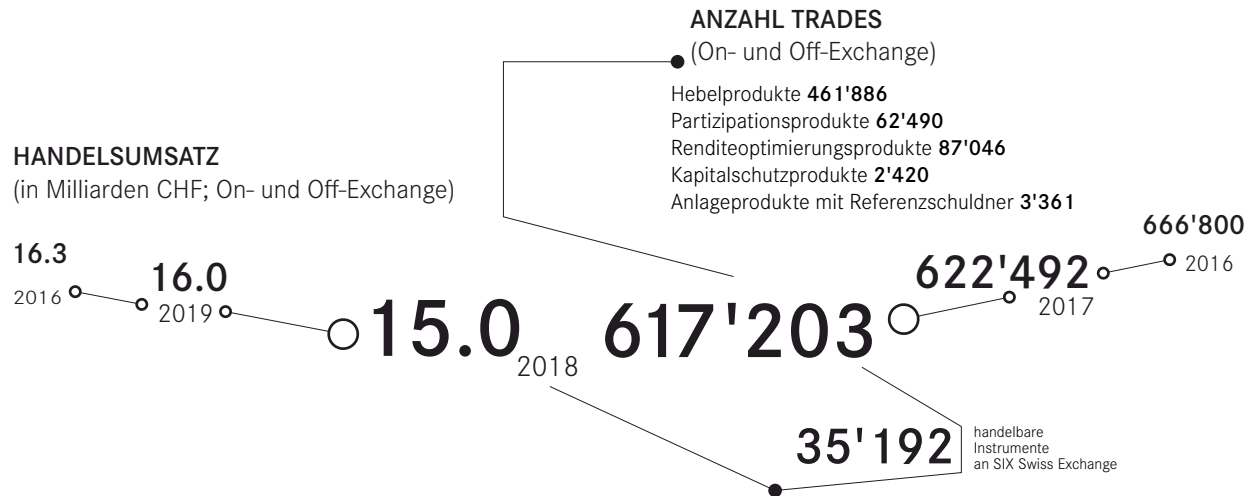 ANZAHL TRADES
(On- und Off-Exchange)
Hebelprodukte 461'886
Partizipationsprodukte 62'490
Renditeoptimierungsprodukte 87'046
Kapitalschutzprodukte 2'420
Anlageprodukte mit Referenzschuldner 3'361
HANDELSUMSATZ
(in Milliarden CHF; On- und Off-Exchange)
16.3
2016
16.0
2019
15.0
2018
617'203
622'492
2017
666'800
2016
35'192
handelbare
Instrumente
an SIX Swiss Exchange